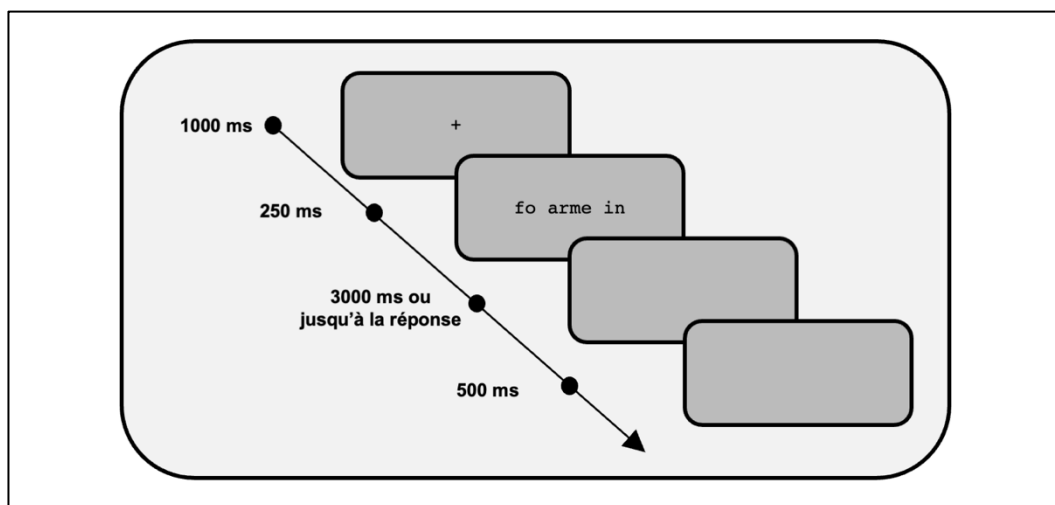 +
1000 ms
fo arme in
250 ms
3000 ms ou
jusqu'à la réponse
500 ms